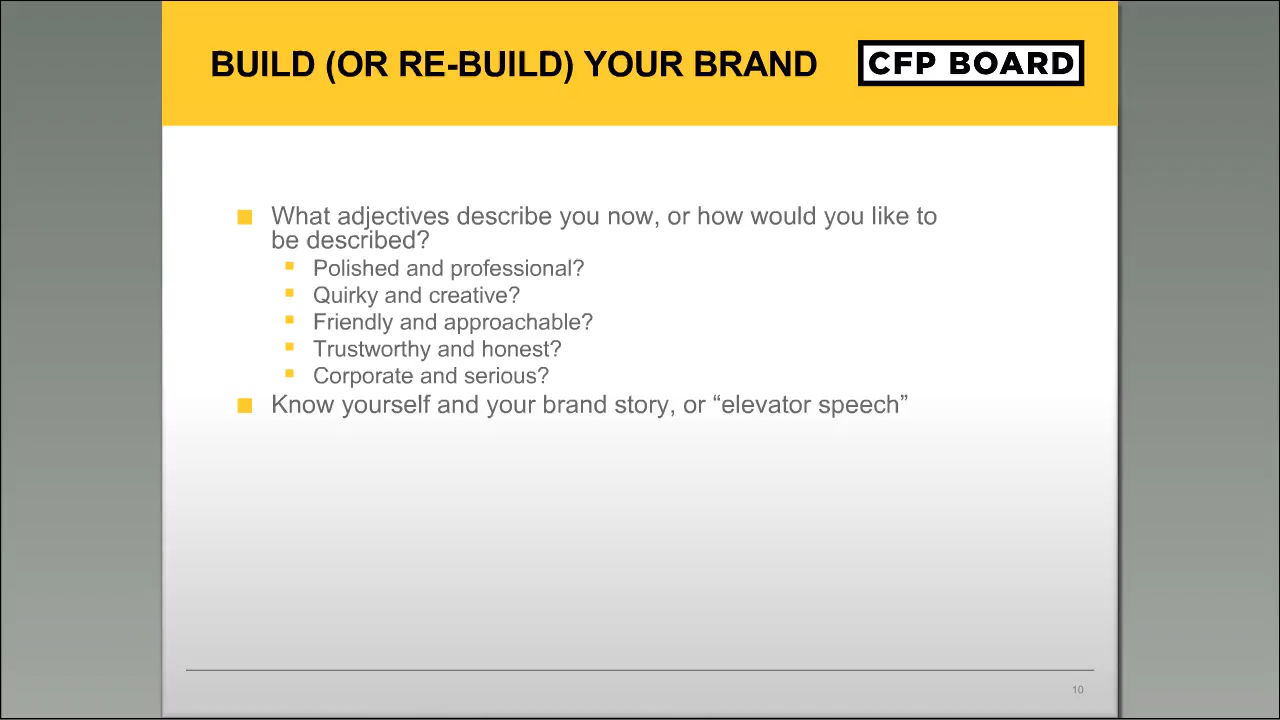 BUILD (OR RE-BUILD) YOUR BRAND
CFP BOARD
What adjectives describe you now, or how would you like to
be described?
Polished and professional?
Quirky and creative?
Friendly and approachable?
Trustworthy and honest?
Corporate and serious?
Know yourself and your brand story, or “elevator speech”
10